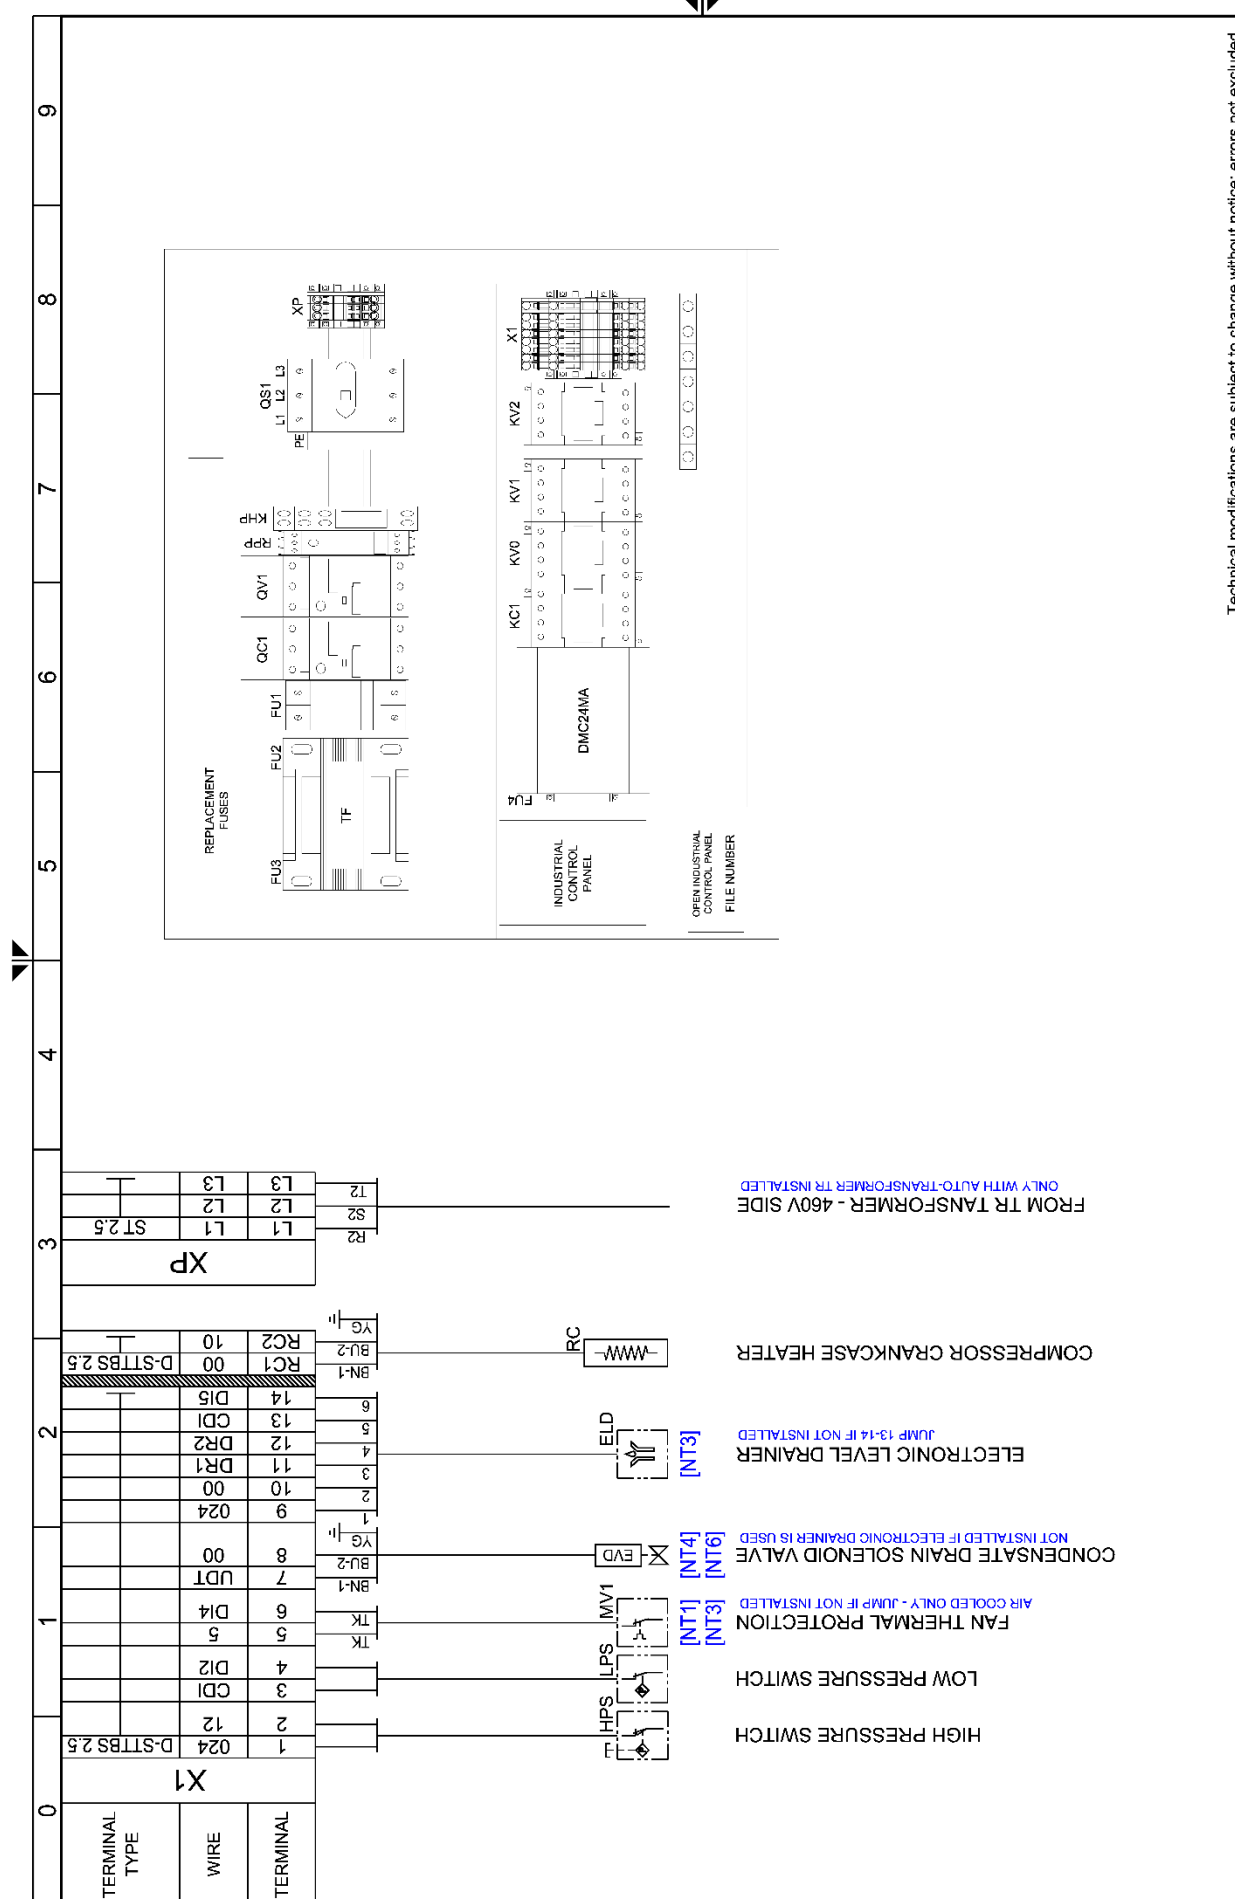 Technical modifications are subject to change without notice; errors not excluded
9
8
7
6
5
4
3
2
1
0
REPLACEMENT
FUSES
XP
QS1
L1 L2 L3
PE
KHP
RPP
QV1
QC1
FU1
FU2
TF
FU3
X1
KV2
KV1
KV0
KC1
DMC24MA
FU4
INDUSTRIAL
CONTROL
PANEL
OPEN INDUSTRIAL
CONTROL PANEL
FILE NUMBER
TERMINAL
TYPE
WIRE
TERMINAL
X1
D-STTBS 2.5 024 1
12 2
CDI 3
DI2 4
5 5 TK
DI4 6 TK
UDT 7 BN-1
00 8 BU-2
YG
024 9 1
00 10 2
DR1 11 3
DR2 12 4
CDI 13 5
DI5 14 6
D-STTBS 2.5 00 RC1 BN-1
10 RC2 BU-2
YG
XP
ST 2.5 L1 L1 R2
L2 L2 S2
L3 L3 T2
HPS
HIGH PRESSURE SWITCH
LPS
LOW PRESSURE SWITCH
MV1
[NT1]
[NT3]
FAN THERMAL PROTECTION
AIR COOLED ONLY - JUMP IF NOT INSTALLED
EVD
[NT4]
[NT6]
CONDENSATE DRAIN SOLENOID VALVE
NOT INSTALLED IF ELECTRONIC DRAINER IS USED
ELD
[NT3]
ELECTRONIC LEVEL DRAINER
JUMP 13-14 IF NOT INSTALLED
RC
COMPRESSOR CRANKCASE HEATER
FROM TR TANSFORMER - 460V SIDE
ONLY WITH AUTO-TRANSFORMER TR INSTALLED